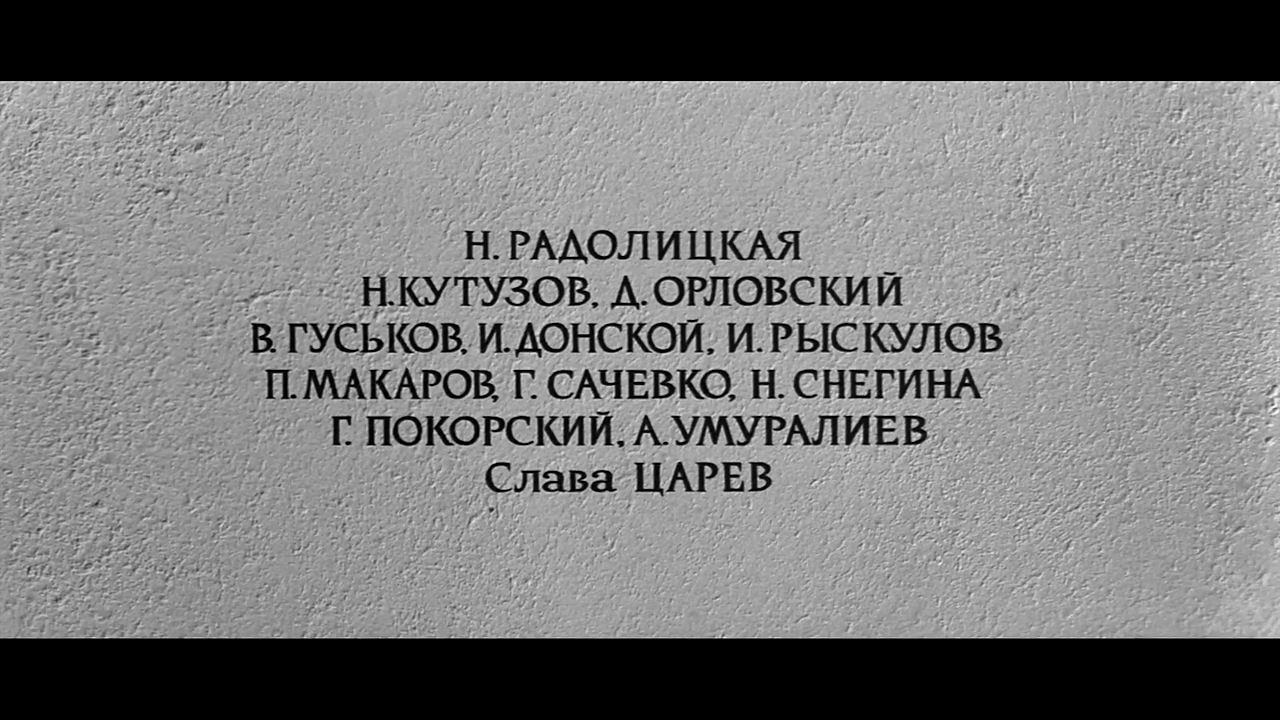 Н. РАДОЛИЦКАЯ
Н. КУТУЗОВ, Д. ОРЛОВСКИЙ
В. ГУСЬКОВ, И. ДОНСКОЙ, И. РЫСКУЛОВ
П. МАКАРОВ, Г. САЧЕВКО, Н. СНЕГИНА
Г. ПОКОРСКИЙ, А. УМУРАЛИЕВ
Слава ЦАРЕВ